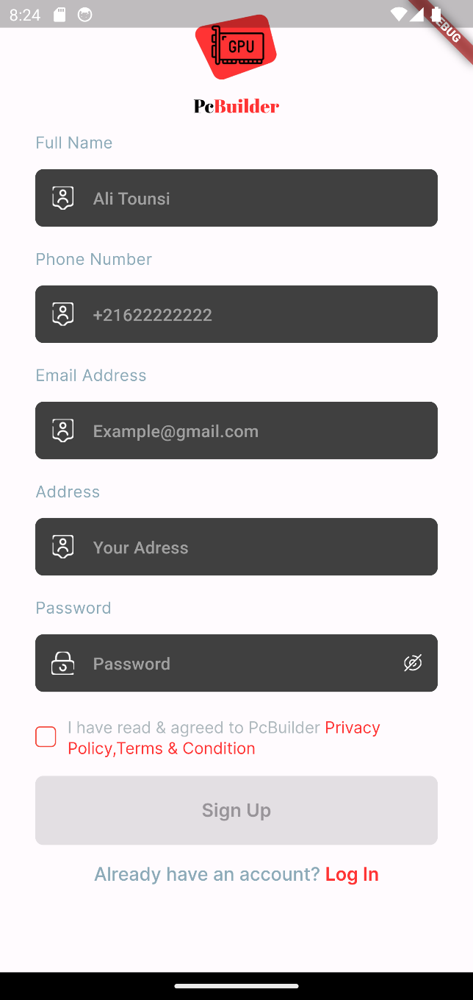 8:24
DEBUG
GPU
PcBuilder
Full Name
Ali Tounsi
Phone Number
+21622222222
Email Address
Example@gmail.com
Address
Your Adress
Password
Password
I have read & agreed to PcBuilder Privacy
Policy,Terms & Condition
Sign Up
Already have an account? Log In